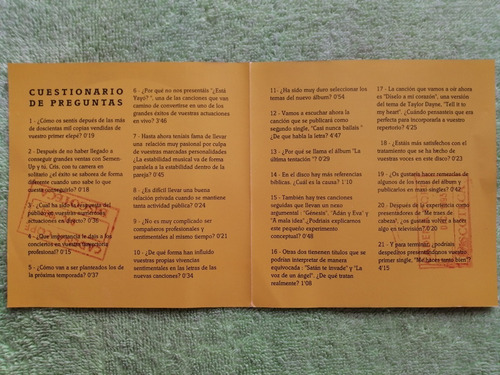 CUESTIONARIO
DE PREGUNTAS
1 - ¿Cómo os sentís después de las más
de doscientas mil copias vendidas de
vuestro primer elepé? 0'19
2 - Después de no haber llegado a
conseguir grandes ventas con Semen-
Up y tú, Cris, con tu carrera en
solitario ¿el éxito se saborea de forma
diferente cuando uno sabe lo que
cuesta conseguirlo? 0'18
3 - ¿Cuál ha sido la respuesta del
público en vuestras numerosas
actuaciones en directo? 0'38
4 - ¿Qué importancia le dais a los
conciertos en vuestra trayectoria
profesional? 0'15
5 - ¿Cómo van a ser planteados los de
la próxima temporada? 0'37
6 - ¿Por qué no nos presentáis "¿Está
Yayo? ", una de las canciones que van
camino de convertirse en uno de los
grandes éxitos de vuestras actuaciones
en vivo? 3'46
7 - Hasta ahora teníais fama de llevar
una relación muy pasional por culpa
de vuestras marcadas personalidades
¿La estabilidad musical va de forma
paralela a la estabilidad dentro de la
pareja? 0'45
8 - ¿Es difícil llevar una buena
relación privada cuando se mantiene
tanta actividad pública? 0'24
9 - ¿No es muy complicado ser
compañeros profesionalmente y
sentimentales al mismo tiempo? 0'21
10 - ¿De qué forma han influido
vuestras propias vivencias
sentimentales en las letras de las
nuevas canciones? 0'34
11 - ¿Ha sido muy duro seleccionar los
temas del nuevo álbum? 0'54
12 - Vamos a escuchar ahora la
canción que se publicará como
segundo single, "Casi nunca bailáis "
¿De qué habla la letra? 4'47
13 - ¿Por qué se llama el álbum "La
última tentación "? 0'29
14 - En el disco hay más referencias
bíblicas. ¿Cuál es la causa? 1'10
15 - También hay tres canciones
seguidas que llevan un nexo
argumental "Génesis", "Adán y Eva" y
"A mala idea¿ Podríais explicarnos
este pequeño experimento
conceptual? 0'48
16 - Otras dos tienenen títulos que se
podrían interpretar de manera
equivocada : "Satán te invade" y "La
voz de un ángel". ¿De qué tratan
realmente? 1'08
17 - La canción que vamos a oir ahora
es "Díselo a mi corazón", una versión
del tema de Taylor Dayne, "Tell it to
my heart". ¿Cuándo pensasteis que era
perfecta para incorporarla a vuestro
repertorio? 4'25
18 - ¿Estáis más satisfechos con el
tratamiento que se ha hecho de
vuestras voces en este disco? 0'23
19 - ¿Os gustaría hacer remezclas de
algunos de los temas del álbum y
publicarlos en maxi singles? 0'42
20 - Después de la experiencia como
presentadores de "Me mues de
cabeza", ¿os gustaría volver a hacer
algo en televisión? 0'20
21 - Y para terminar ¿podríais
despediros presentándonos vuestro
primer single, "Me haces tanto bien"?
4'15